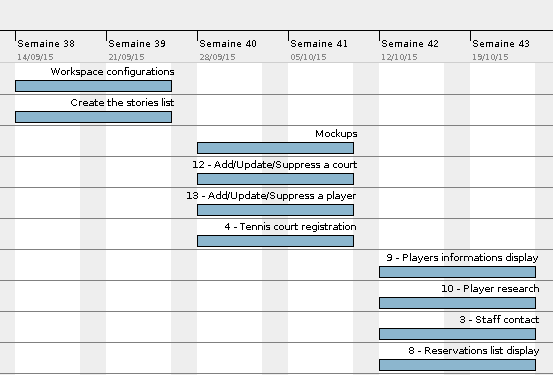 Semaine 38 Semaine 39 Semaine 40 Semaine 41 Semaine 42 Semaine 43
14/09/15 21/09/15 28/09/15 05/10/15 12/10/15 19/10/15
Workspace configurations
Create the stories list
Mockups
12 - Add/Update/Suppress a court
13 - Add/Update/Suppress a player
4 - Tennis court registration
9 - Players informations display
10 - Player research
3 - Staff contact
8 - Reservations list display